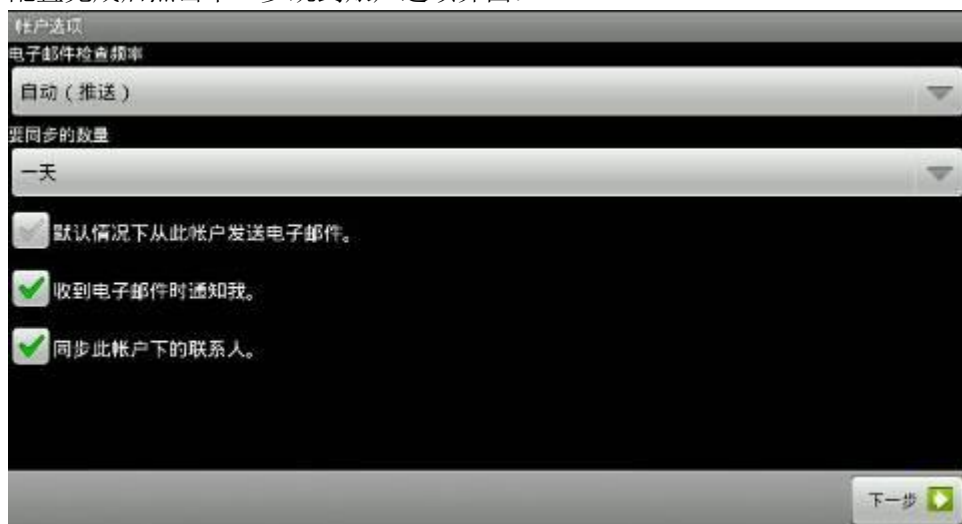 帐户选项
电子邮件检查频率
自动（推送）
要同步的数量
一天
默认情况下从此帐户发送电子邮件。
收到电子邮件时通知我。
同步此帐户下的联系人。
下一步